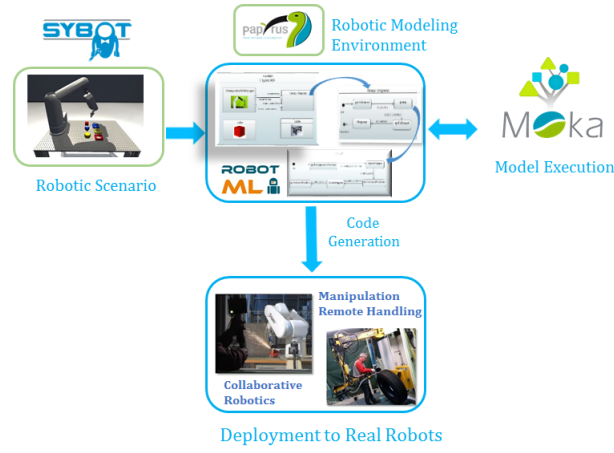 SYBOT
papyrus
Robotic Modeling
Environment
Robotic Scenario
ROBOT
ML
Moka
Model Execution
Code
Generation
Manipulation
Remote Handling
Collaborative
Robotics
Deployment to Real Robots